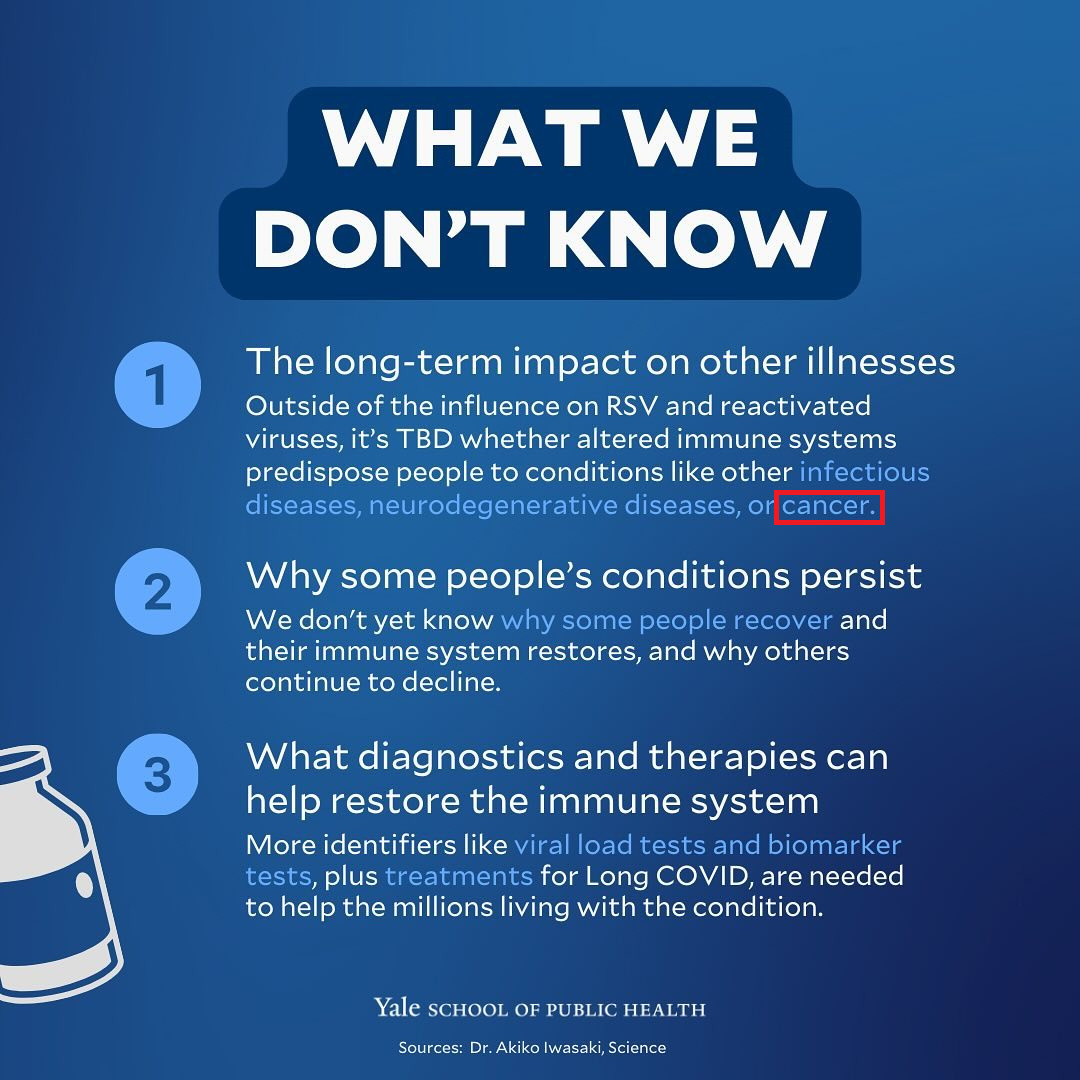 WHAT WE
DON’T KNOW
1
The long-term impact on other illnesses
Outside of the influence on RSV and reactivated
viruses, it’s TBD whether altered immune systems
predispose people to conditions like other infectious
diseases, neurodegenerative diseases, or cancer.
2
Why some people’s conditions persist
We don’t yet know why some people recover and
their immune system restores, and why others
continue to decline.
3
What diagnostics and therapies can
help restore the immune system
More identifiers like viral load tests and biomarker
tests, plus treatments for Long COVID, are needed
to help the millions living with the condition.
Yale SCHOOL OF PUBLIC HEALTH
Sources: Dr. Akiko Iwasaki, Science